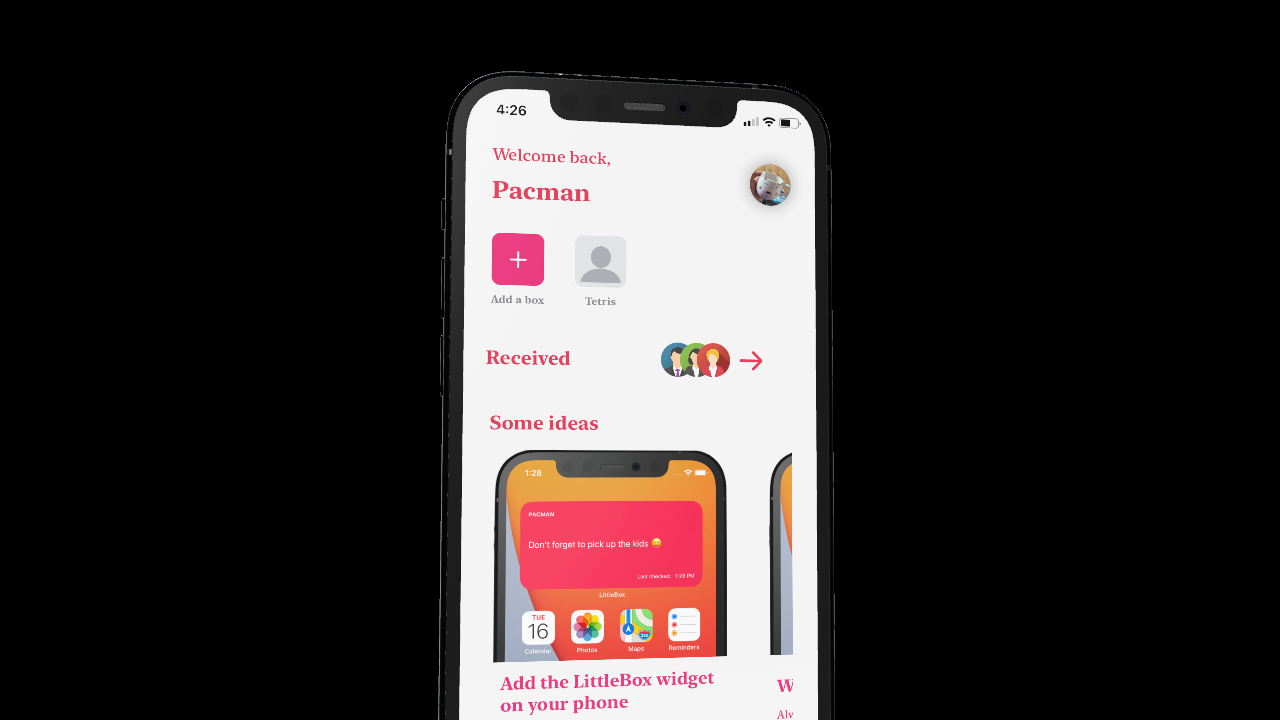 4:26
Welcome back,
Pacman
Add a box
Tetris
Received
Some ideas
1:28
PACMAN
Don't forget to pick up the kids 😄
Last checked: 1:28 PM
LittleBox
TUE
16
280
Calendar
Photos
Maps
Reminders
Add the LittleBox widget
on your phone
W
Alw